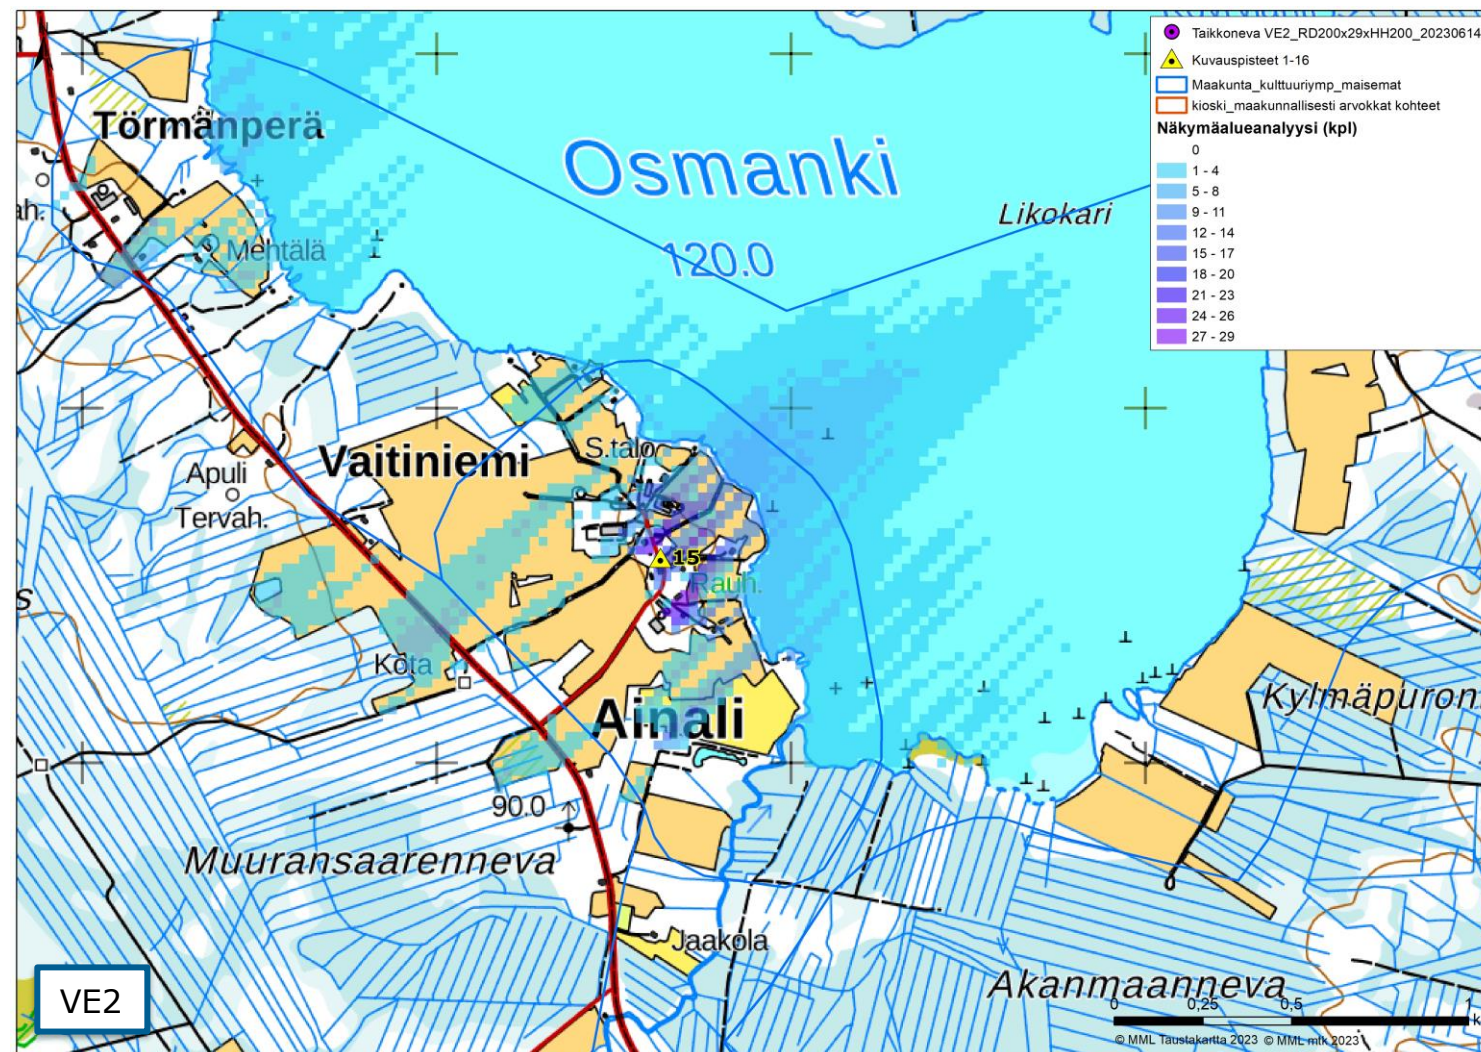 Taikkoneva VE2_RD200x29xHH200_20230614
Kuvauspisteet 1-16
Maakunta_kulttuuriymp_maisemat
kioski_maakunnallisesti arvokkat kohteet
Näkymäalueanalyysi (kpl)
0
1 - 4
5 - 8
9 - 11
12 - 14
15 - 17
18 - 20
21 - 23
24 - 26
27 - 29
Törmänperä
Osmanki
120.0
Likokari
ah.
Mehtälä
Vaitiniemi
S.talo
Apuli
Tervah.
15
Rauh.
s
Kota
Ainali
Kylmäpuron
90.0
Muuransaarenneva
Jaakola
Akanmaanneva
VE2
0 0,25 0,5 1
k
© MML Taustakartta 2023 © MML mtk 2023